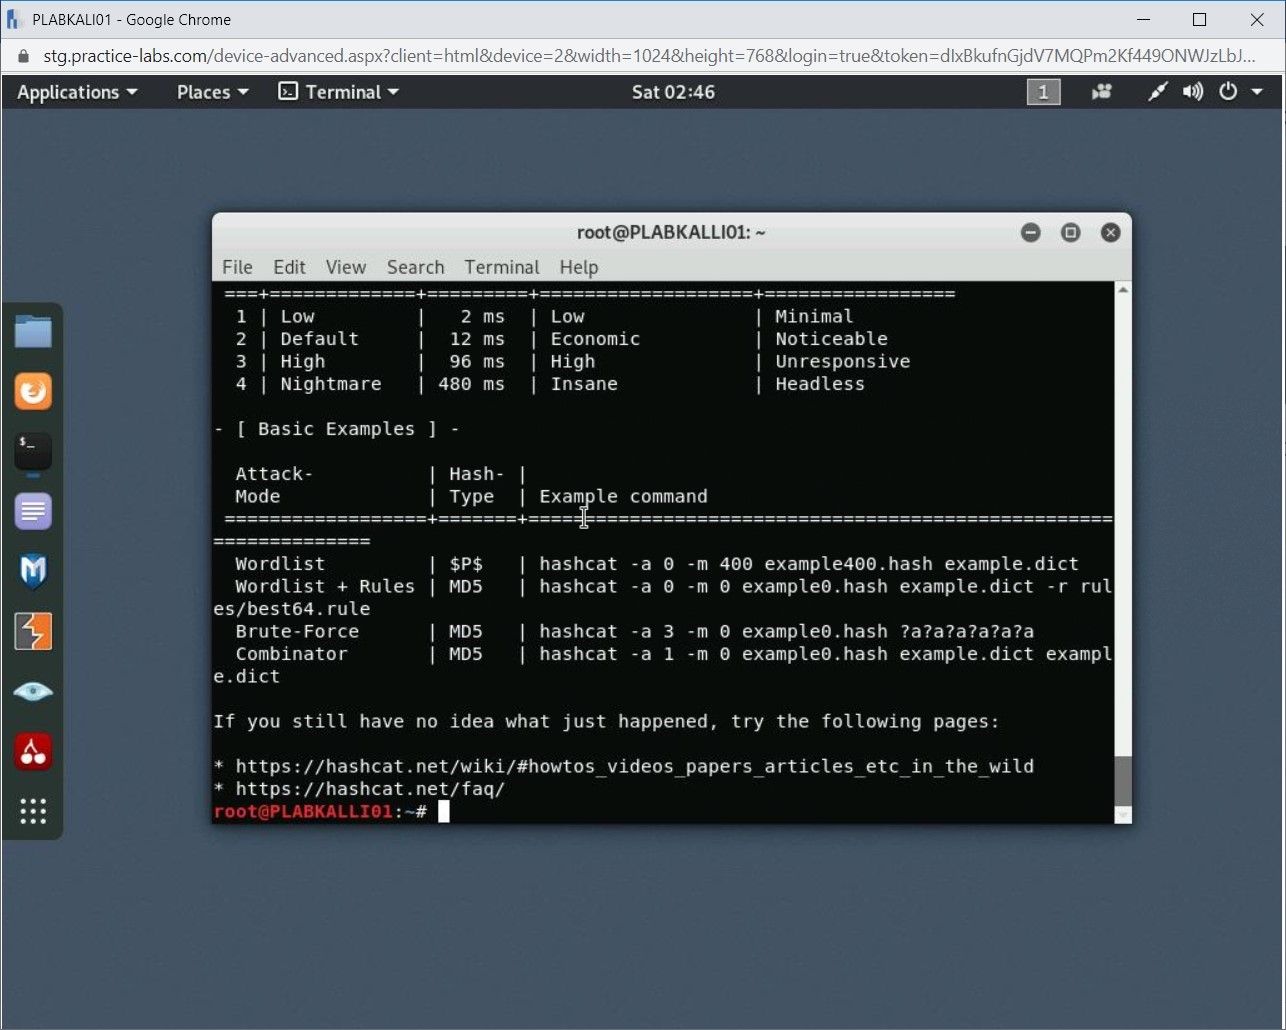 PLABKALI01 - Google Chrome
stg.practice-labs.com/device-advanced.aspx?client=html&device=2&width=1024&height=768&login=true&token=dIxBkufnGjdV7MQPm2Kf449ONWJzLbJ...
Applications Places Terminal Sat 02:46 1
root@PLABKALLI01: ~
File Edit View Search Terminal Help
===+=============+=========+===================+=================
1 | Low | 2 ms | Low | Minimal
2 | Default | 12 ms | Economic | Noticeable
3 | High | 96 ms | High | Unresponsive
4 | Nightmare | 480 ms | Insane | Headless
- [ Basic Examples ] -
Attack- | Hash- |
Mode | Type | Example command
==================+=======+====================================================
==============
Wordlist | $P$ | hashcat -a 0 -m 400 example400.hash example.dict
Wordlist + Rules | MD5 | hashcat -a 0 -m 0 example0.hash example.dict -r rul
es/best64.rule
Brute-Force | MD5 | hashcat -a 3 -m 0 example0.hash ?a?a?a?a?a?a
Combinator | MD5 | hashcat -a 1 -m 0 example0.hash example.dict exampl
e.dict
If you still have no idea what just happened, try the following pages:
* https://hashcat.net/wiki/#howtos_videos_papers_articles_etc_in_the_wild
* https://hashcat.net/faq/
root@PLABKALLI01:~#
$_